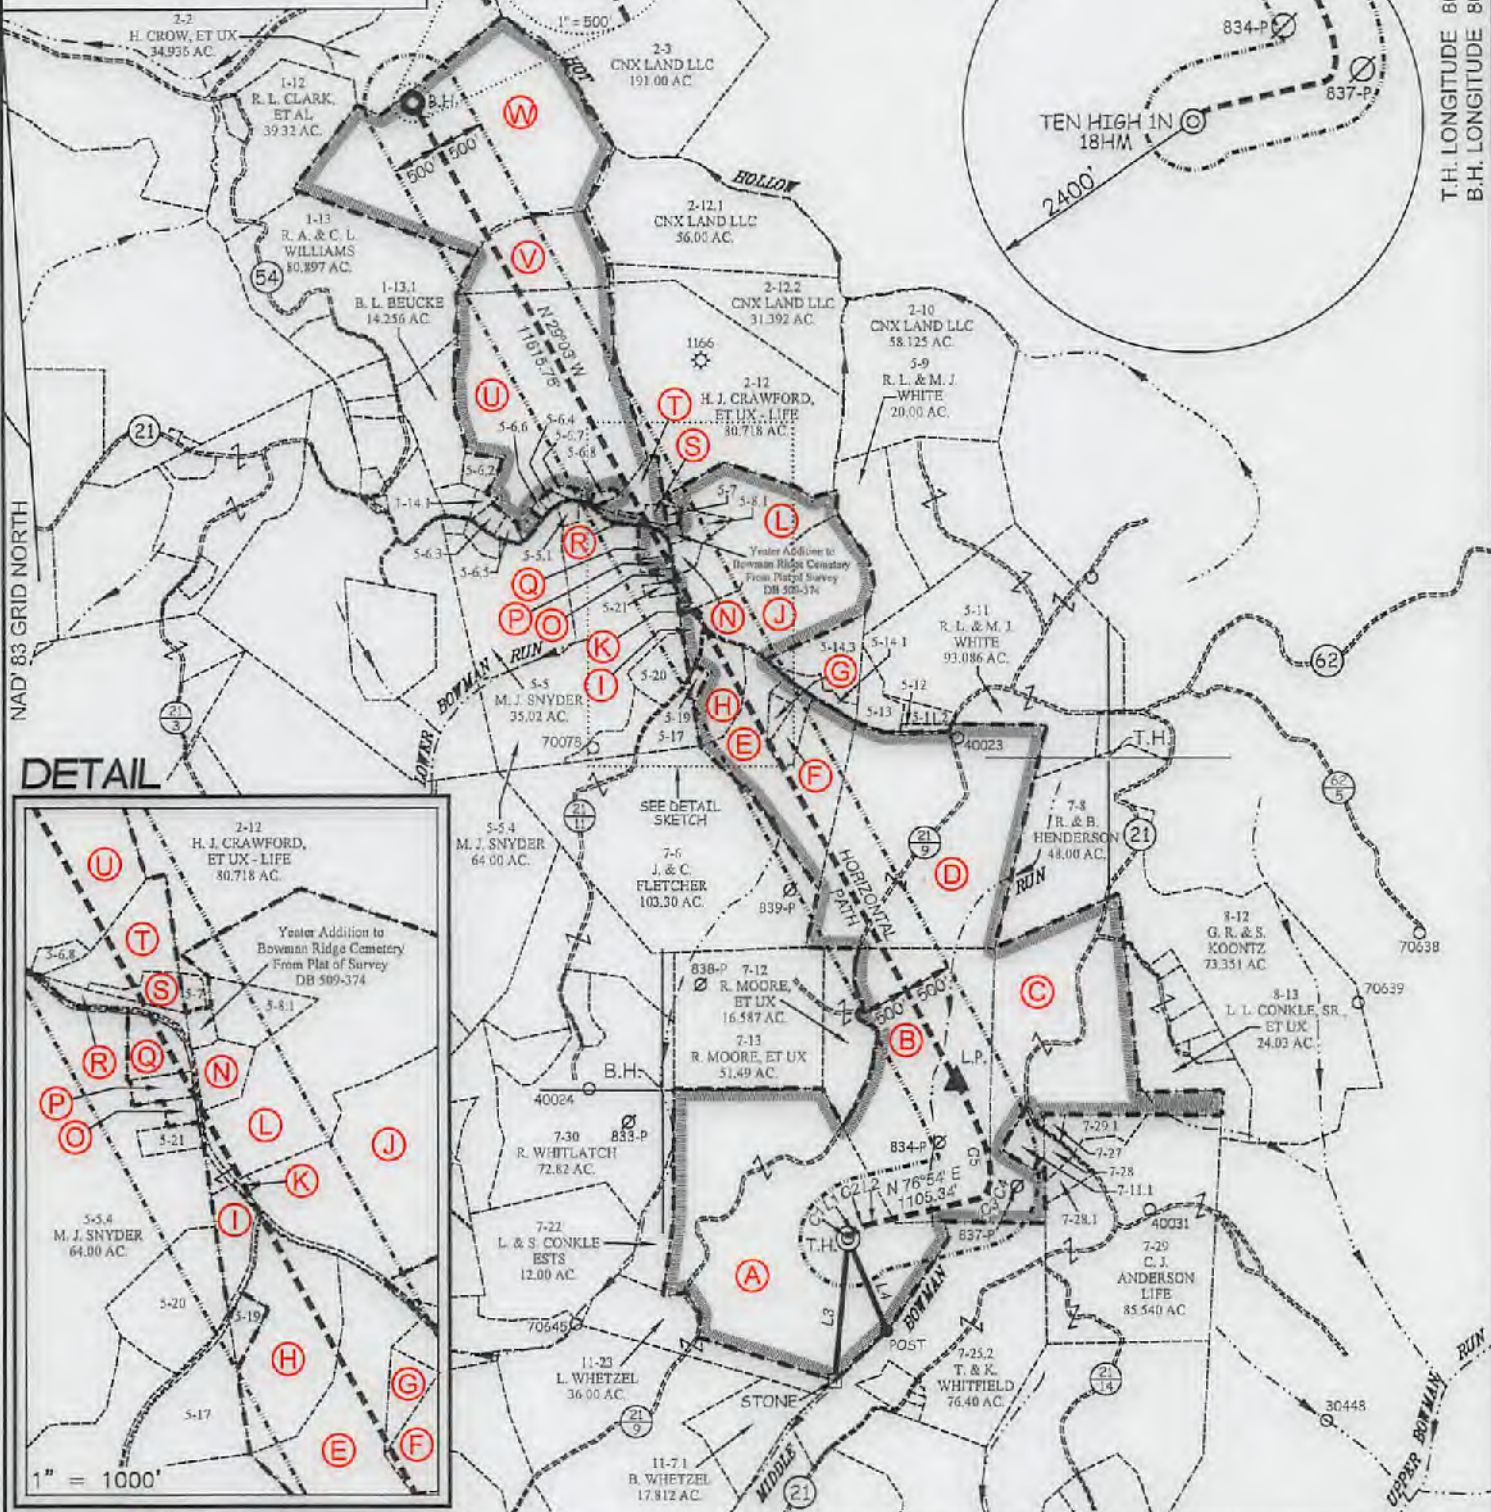 2-2
H. CROW, ET UX
34.936 AC.
1" = 500'
2-3
CNX LAND LLC
191.00 AC.
HOT
1-12
R. L. CLARK,
ET AL
39.32 AC.
B.H.
W
500' 500'
HOLLOW
2-12.1
CNX LAND LLC
56.00 AC.
834-P
837-P
TEN HIGH 1N
18HM
2400'
T.H. LONGITUDE
B.H. LONGITUDE
1-13
R. A. & C. L.
WILLIAMS
80.897 AC.
54
V
1-13.1
B. L. BEUCKE
14.256 AC.
N 29°03' W
11615.76'
2-12.2
CNX LAND LLC
31.392 AC.
2-10
CNX LAND LLC
58.125 AC.
1166
5-9
R. L. & M. J.
WHITE
20.00 AC.
2-12
H. J. CRAWFORD,
ET UX - LIFE
80.718 AC.
U
T
S
21
5-6.6
5-6.4
5-6.7
5-6.8
5-6.2
7-14.1
5-6.3
5-6.5
5-5.1
R
5-7
5-8.1
L
Yeater Addition to
Bowman Ridge Cemetery
From Plat of Survey
DB 509-374
NAD' 83 GRID NORTH
Q
P
O
5-21
N
J
K
I
LOWER BOWMAN RUN
5-5
M. J. SNYDER
35.02 AC.
5-20
5-19
5-17
70078
5-14.3
5-14.1
G
5-12
5-13
5-11.2
5-11
R. L. & M. J.
WHITE
93.086 AC.
62
H
E
F
40023
T.H.
21
3
SEE DETAIL
SKETCH
21
11
5-5.4
M. J. SNYDER
64.00 AC.
7-6
J. & C.
FLETCHER
103.30 AC.
839-P
HORIZONTAL
PATH
21
9
D
7-8
R. & B.
HENDERSON
48.00 AC.
RUN
21
62
5
8-12
G. R. & S.
KOONTZ
73.351 AC.
70638
70639
8-13
L. L. CONKLE, SR.,
ET UX
24.03 AC.
838-P
7-12
R. MOORE,
ET UX
16.587 AC.
7-13
R. MOORE, ET UX
51.49 AC.
500' 500'
B
C
L.P.
B.H.
40024
7-30
R. WHITLATCH
72.82 AC.
833-P
834-P
C5
N 76°54' E
1105.34'
C1 L1 C2 L2
C3 C4
T.H.
837-P
7-29.1
7-27
7-28
7-11.1
7-28.1
40031
7-29
C. J.
ANDERSON
LIFE
85.540 AC.
7-22
L. & S. CONKLE
ESTS
12.00 AC.
A
L3
L4
BOWMAN
POST
70645
11-23
L. WHETZEL
36.00 AC.
STONE
21
9
7-25.2
T. & K.
WHITFIELD
76.40 AC.
21
14
11-7.1
B. WHETZEL
17.812 AC.
MIDDLE
21
30448
UPPER BOWMAN RUN
DETAIL
2-12
H. J. CRAWFORD,
ET UX - LIFE
80.718 AC.
U
T
5-6.8
S
5-7
5-8.1
Yeater Addition to
Bowman Ridge Cemetery
From Plat of Survey
DB 509-374
R
Q
N
P
O
5-21
L
J
K
I
5-5.4
M. J. SNYDER
64.00 AC.
5-20
5-19
H
G
5-17
E
F
1" = 1000'